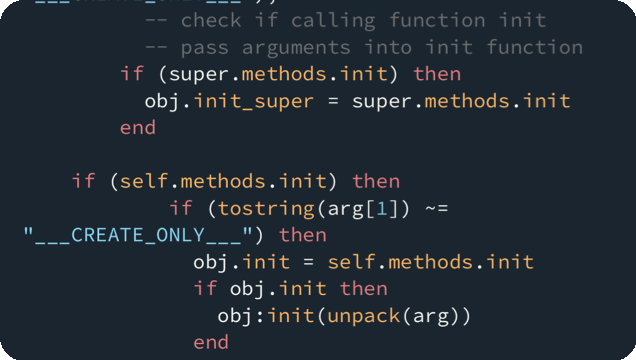 "___CREATE_ONLY___");
-- check if calling function init
-- pass arguments into init function
if (super.methods.init) then
obj.init_super = super.methods.init
end
if (self.methods.init) then
if (tostring(arg[1]) ~=
"___CREATE_ONLY___") then
obj.init = self.methods.init
if obj.init then
obj:init(unpack(arg))
end